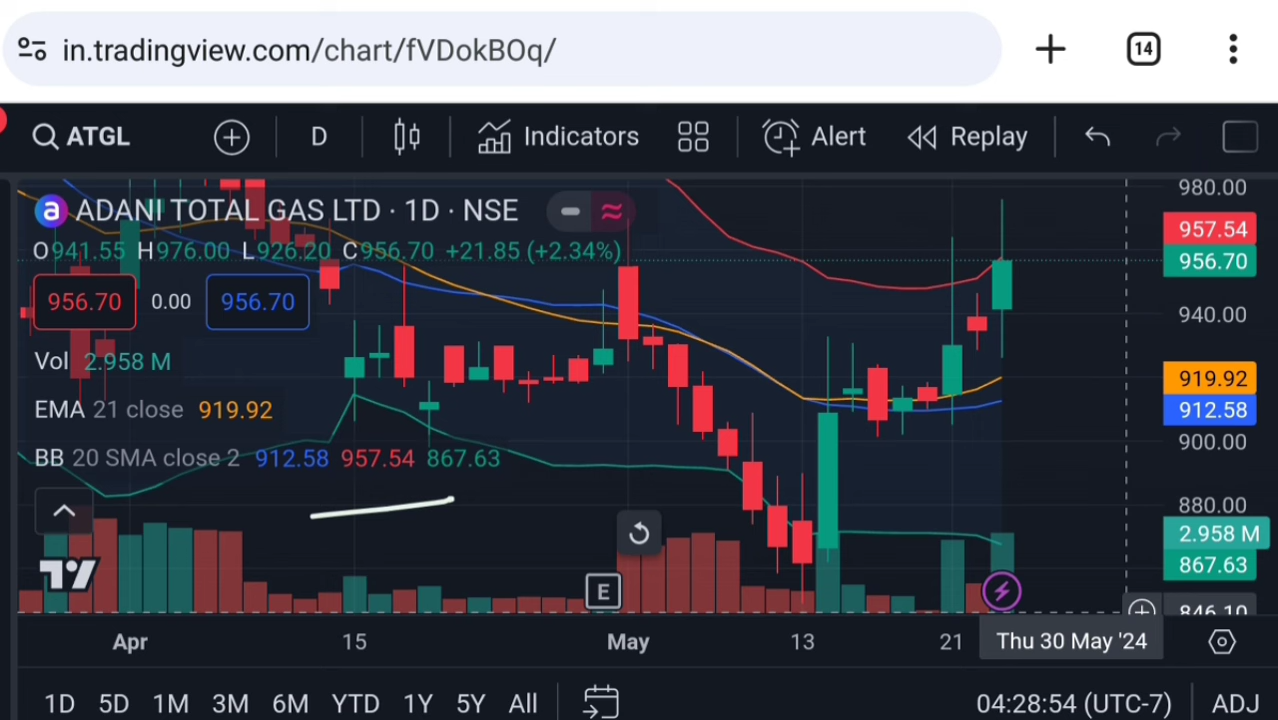 in.tradingview.com/chart/fVDokBOq/
14
ATGL
D
Indicators
Alert
Replay
a ADANI TOTAL GAS LTD · 1D · NSE
O941.55 H976.00 L926.20 C956.70 +21.85 (+2.34%)
956.70 0.00 956.70
Vol 2.958 M
EMA 21 close 919.92
BB 20 SMA close 2 912.58 957.54 867.63
980.00
957.54
956.70
940.00
919.92
912.58
900.00
880.00
2.958 M
867.63
846.10
E
Apr 15 May 13 21 Thu 30 May '24
1D 5D 1M 3M 6M YTD 1Y 5Y All 04:28:54 (UTC-7) ADJ